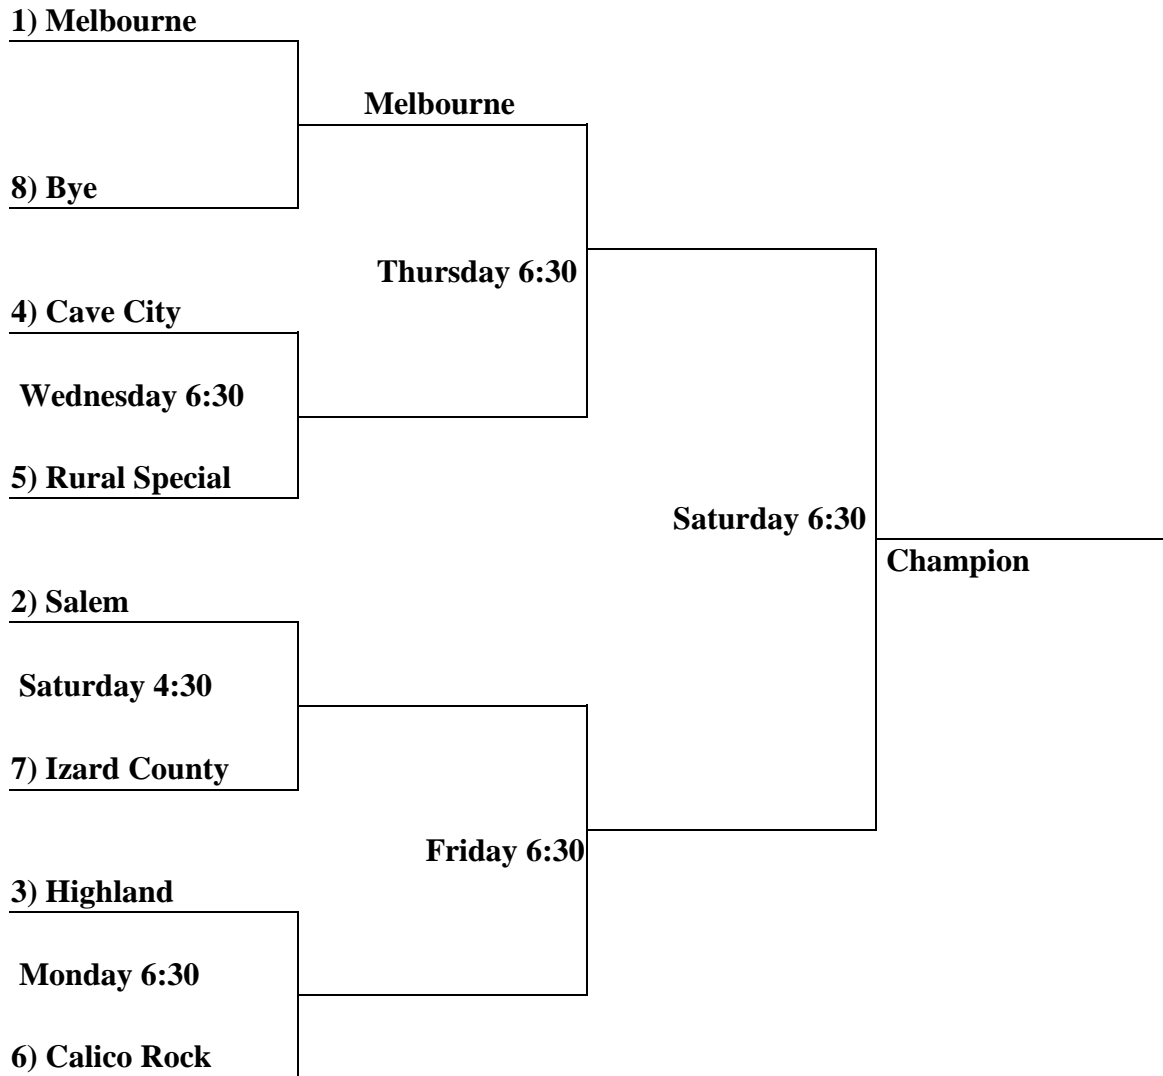 1) Melbourne
Melbourne
8) Bye
Thursday 6:30
4) Cave City
Wednesday 6:30
5) Rural Special
Saturday 6:30
Champion
2) Salem
Saturday 4:30
7) Izard County
Friday 6:30
3) Highland
Monday 6:30
6) Calico Rock